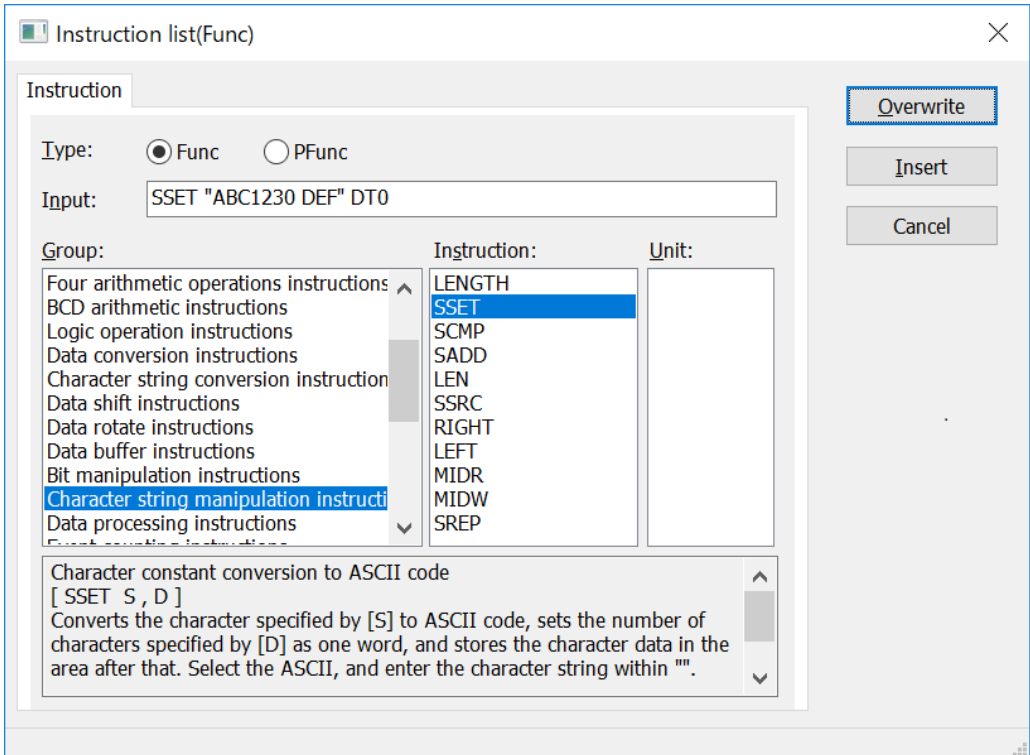 Instruction list(Func)
Instruction
Overwrite
Type:
Func
PFunc
Insert
Input:
SSET "ABC1230 DEF" DT0
Cancel
Group:
Instruction:
Unit:
Four arithmetic operations instructions
BCD arithmetic instructions
Logic operation instructions
Data conversion instructions
Character string conversion instruction
Data shift instructions
Data rotate instructions
Data buffer instructions
Bit manipulation instructions
Character string manipulation instructi
Data processing instructions
LENGTH
SSET
SCMP
SADD
LEN
SSRC
RIGHT
LEFT
MIDR
MIDW
SREP
Character constant conversion to ASCII code
[ SSET S , D ]
Converts the character specified by [S] to ASCII code, sets the number of
characters specified by [D] as one word, and stores the character data in the
area after that. Select the ASCII, and enter the character string within "".